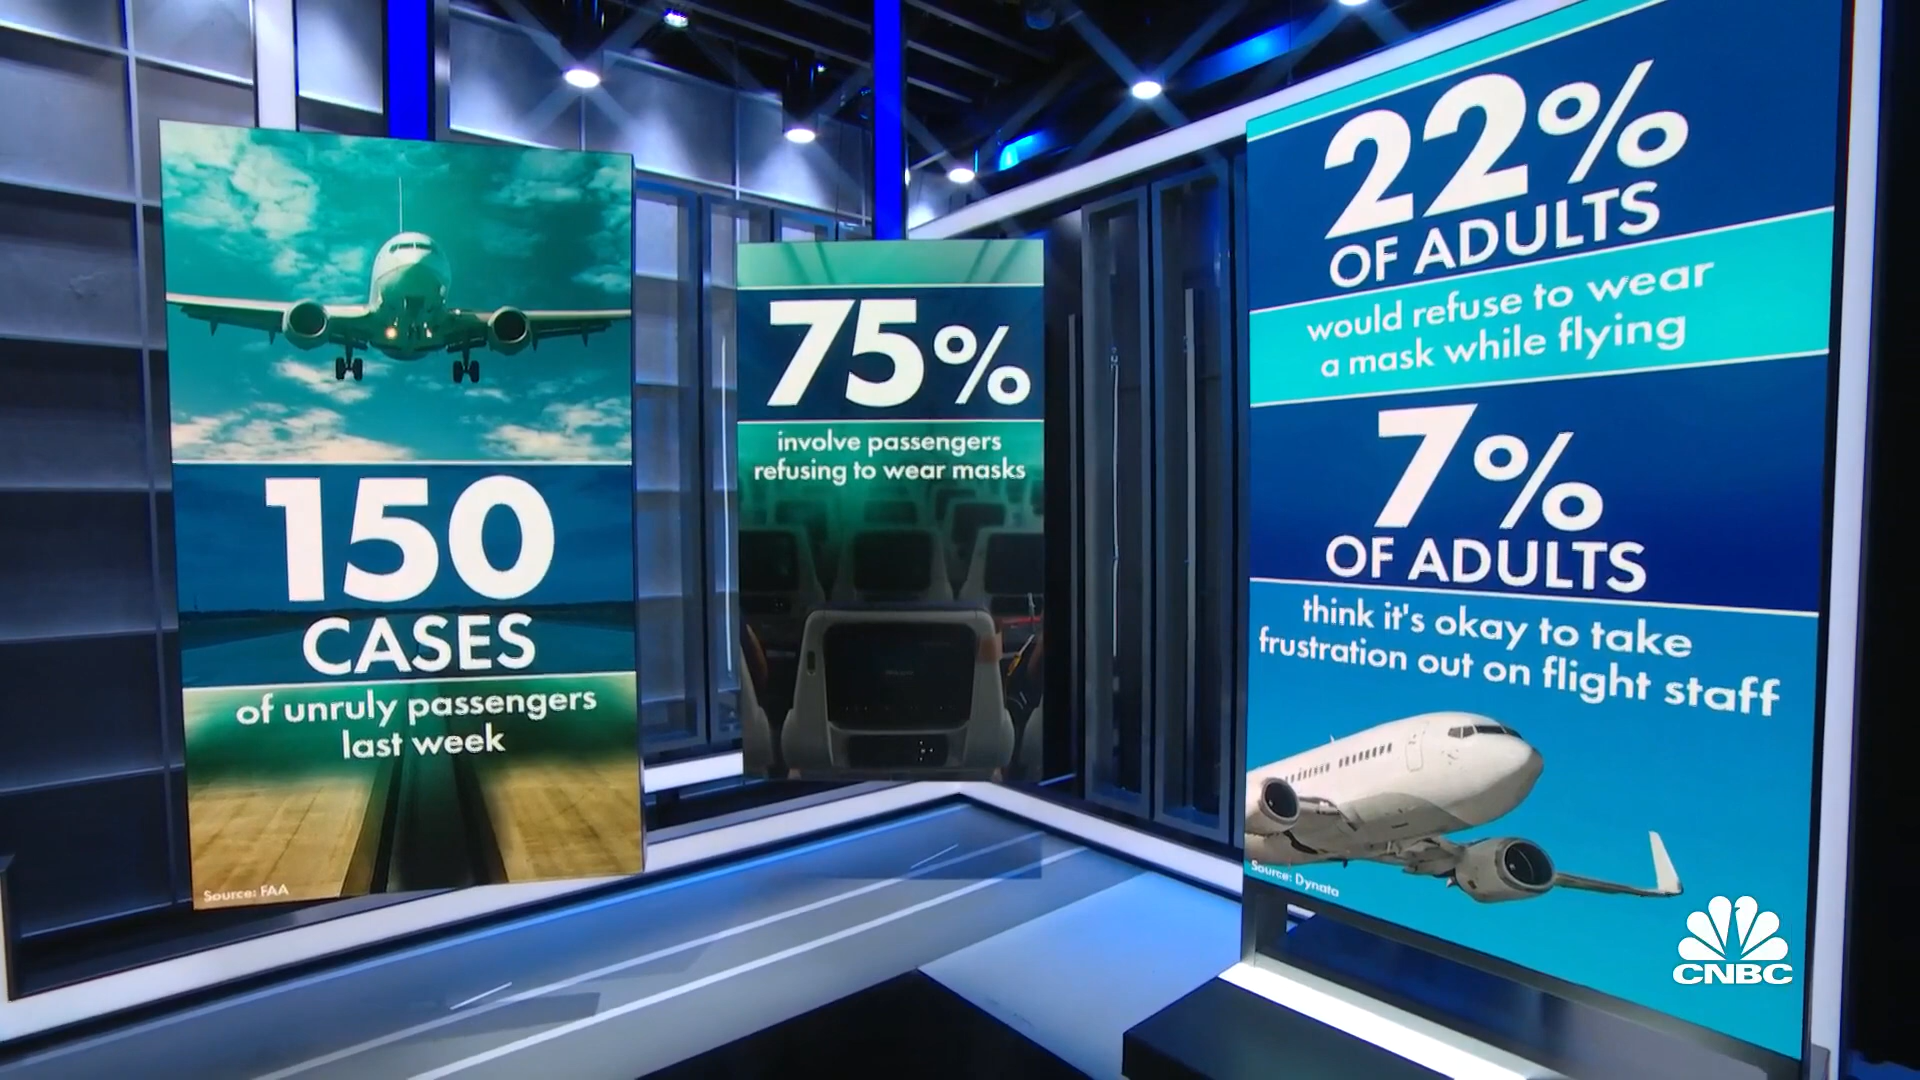 150
CASES
of unruly passengers
last week
Source: FAA
75%
involve passengers
refusing to wear masks
22%
OF ADULTS
would refuse to wear
a mask while flying
7%
OF ADULTS
think it's okay to take
frustration out on flight staff
Source: Dynata
CNBC